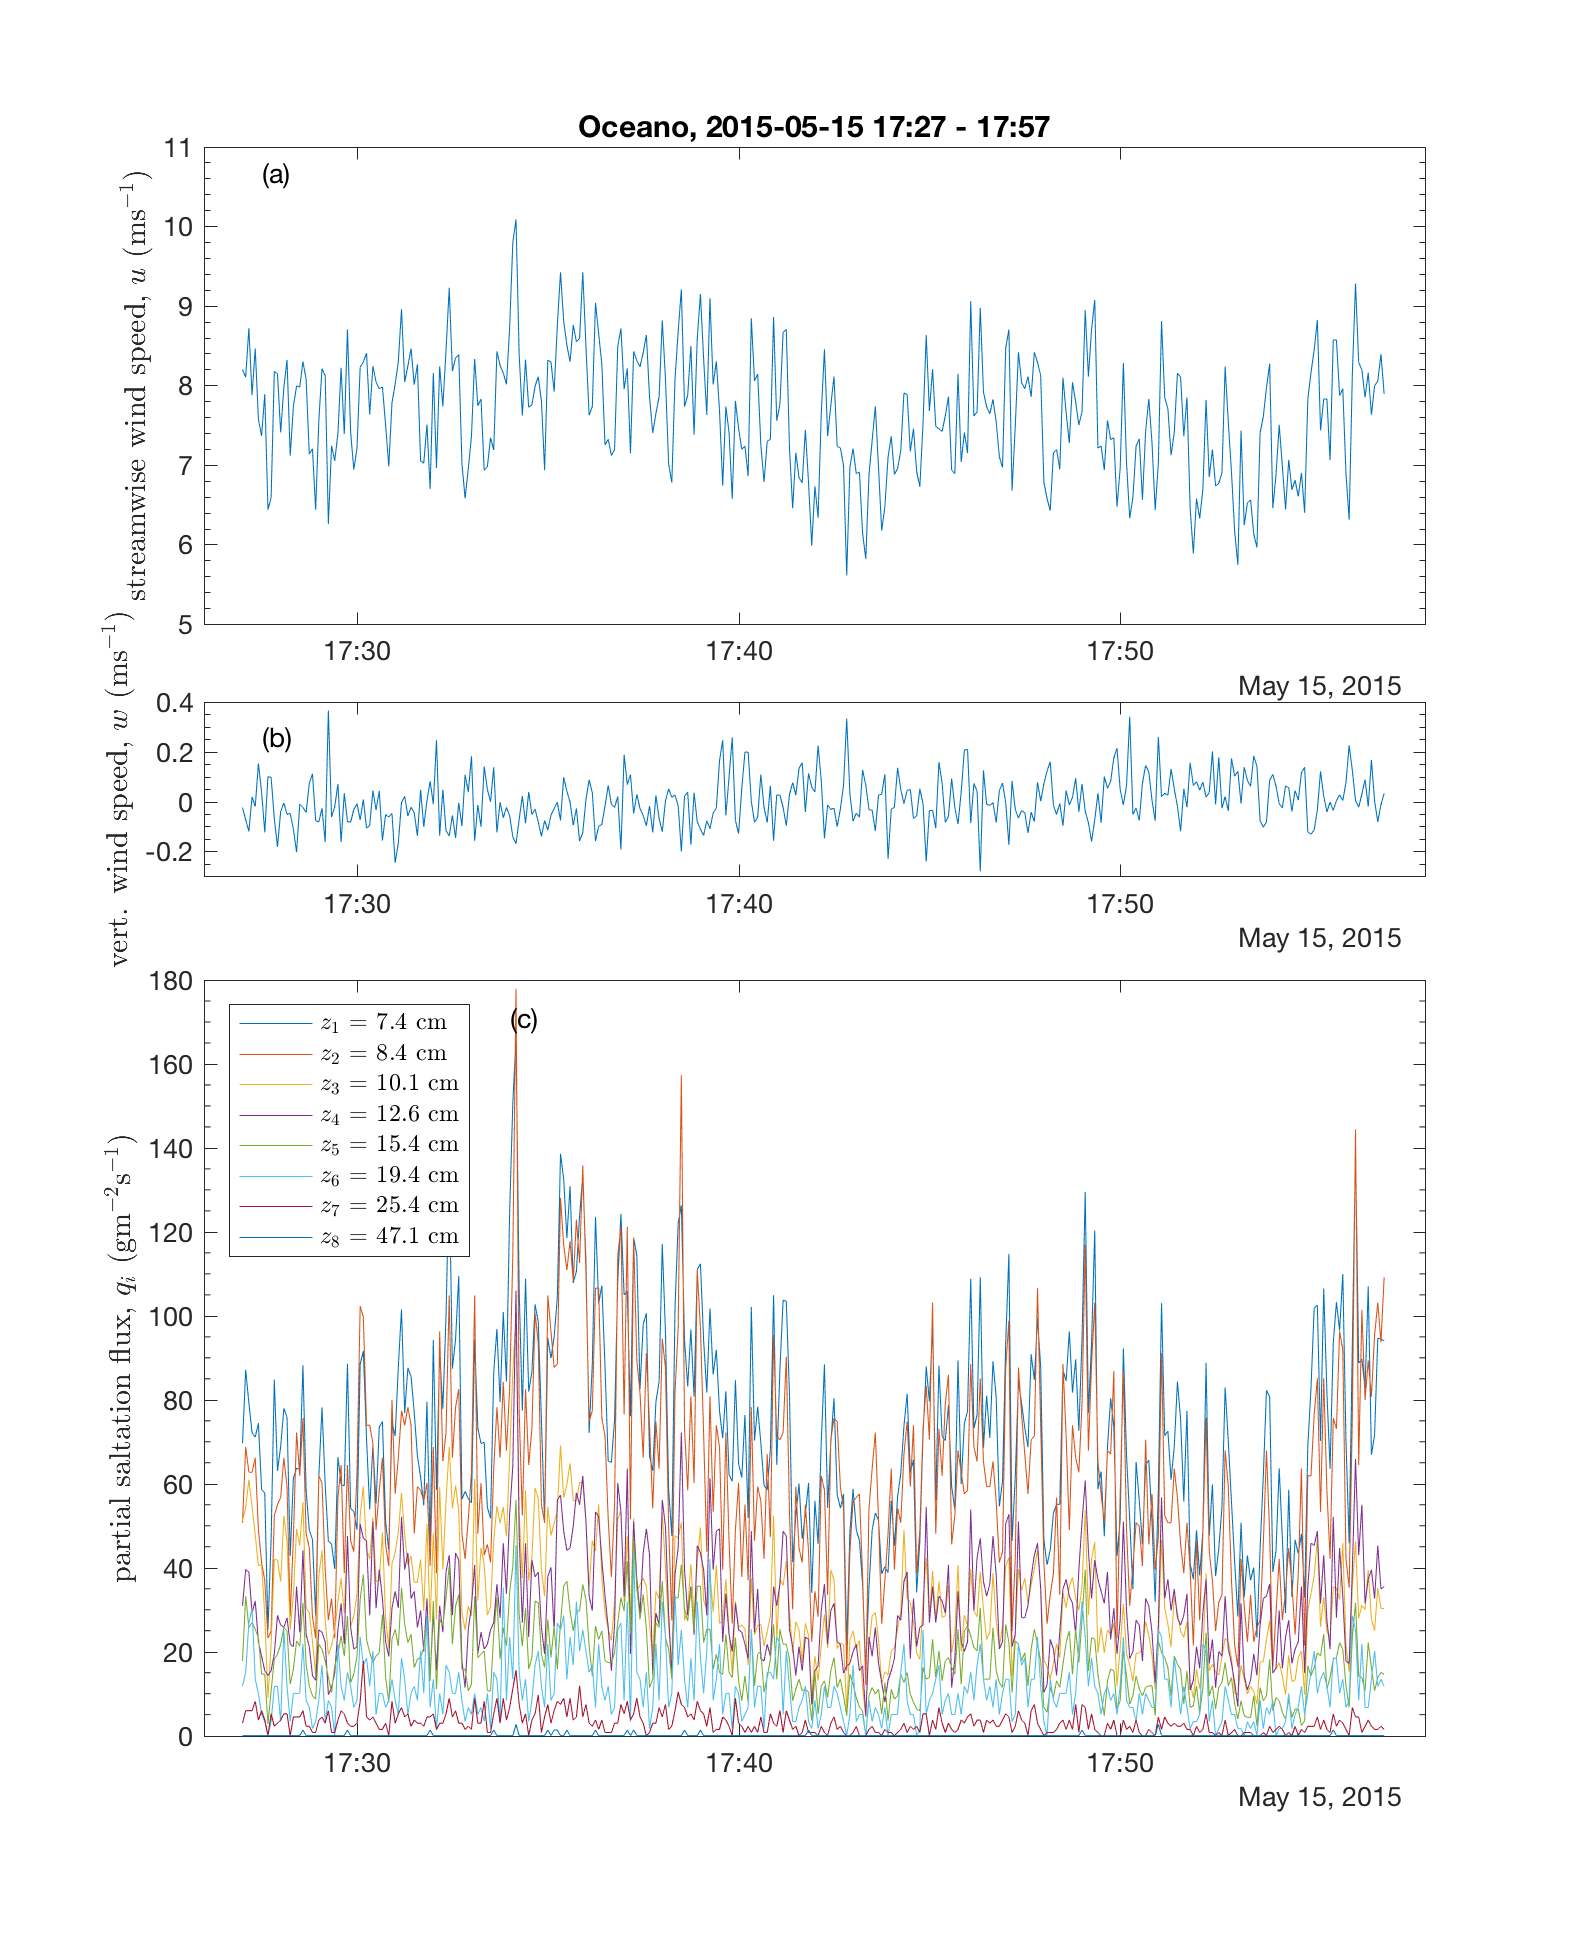 Oceano, 2015-05-15 17:27 - 17:57
(a)
streamwise wind speed, u (ms⁻¹)
11
10
9
8
7
6
5
17:30 17:40 17:50
May 15, 2015
(b)
vert. wind speed, w (ms⁻¹)
0.4
0.2
0
-0.2
17:30 17:40 17:50
May 15, 2015
(c)
partial saltation flux, qᵢ (gm⁻²s⁻¹)
180
160
140
120
100
80
60
40
20
0
z₁ = 7.4 cm
z₂ = 8.4 cm
z₃ = 10.1 cm
z₄ = 12.6 cm
z₅ = 15.4 cm
z₆ = 19.4 cm
z₇ = 25.4 cm
z₈ = 47.1 cm
17:30 17:40 17:50
May 15, 2015